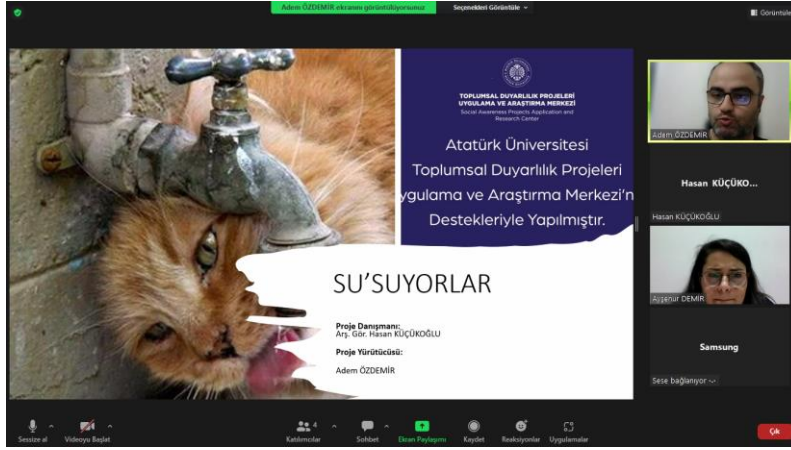 Adem ÖZDEMİR ekranını görüntülüyorsunuz
Seçenekleri Görüntüle
Görüntüle
TOPLUMSAL DUYARLILIK PROJELERİ
UYGULAMA VE ARAŞTIRMA MERKEZİ
Social Awareness Projects Application and
Research Center
Atatürk Üniversitesi
Toplumsal Duyarlılık Projeleri
ygulama ve Araştırma Merkezi'n
Destekleriyle Yapılmıştır.
SU'SUYORLAR
Proje Danışmanı:
Arş. Gör. Hasan KÜÇÜKOĞLU
Proje Yürütücüsü:
Adem ÖZDEMİR
Adem ÖZDEMİR
Hasan KÜÇÜKO...
Hasan KÜÇÜKOĞLU
Ayşenur DEMİR
Samsung
Sese bağlanıyor
Sessize al
Videoyu Başlat
4
Katılımcılar
Sohbet
Ekran Paylaşımı
Kaydet
Reaksiyonlar
Uygulamalar
Çık